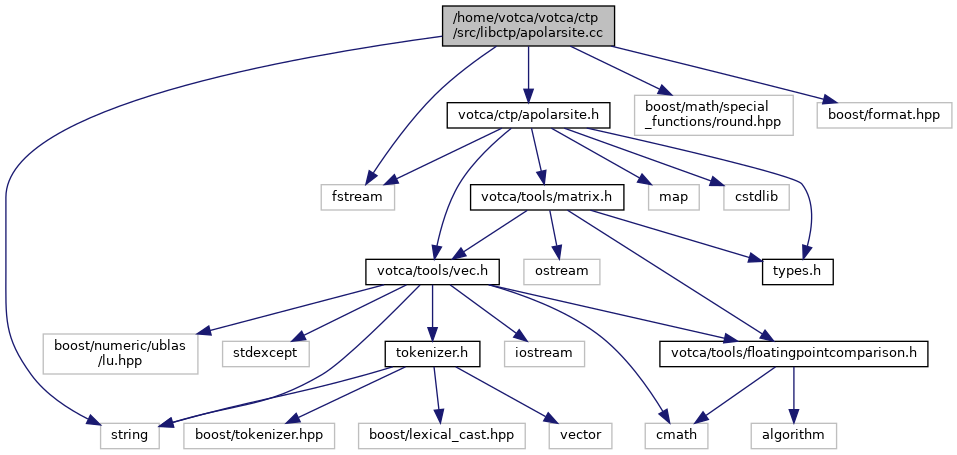 /home/votca/votca/ctp
/src/libctp/apolarsite.cc
votca/ctp/apolarsite.h
boost/math/special
_functions/round.hpp
boost/format.hpp
fstream
votca/tools/matrix.h
map
cstdlib
votca/tools/vec.h
ostream
types.h
boost/numeric/ublas
/lu.hpp
stdexcept
tokenizer.h
iostream
votca/tools/floatingpointcomparison.h
string
boost/tokenizer.hpp
boost/lexical_cast.hpp
vector
cmath
algorithm